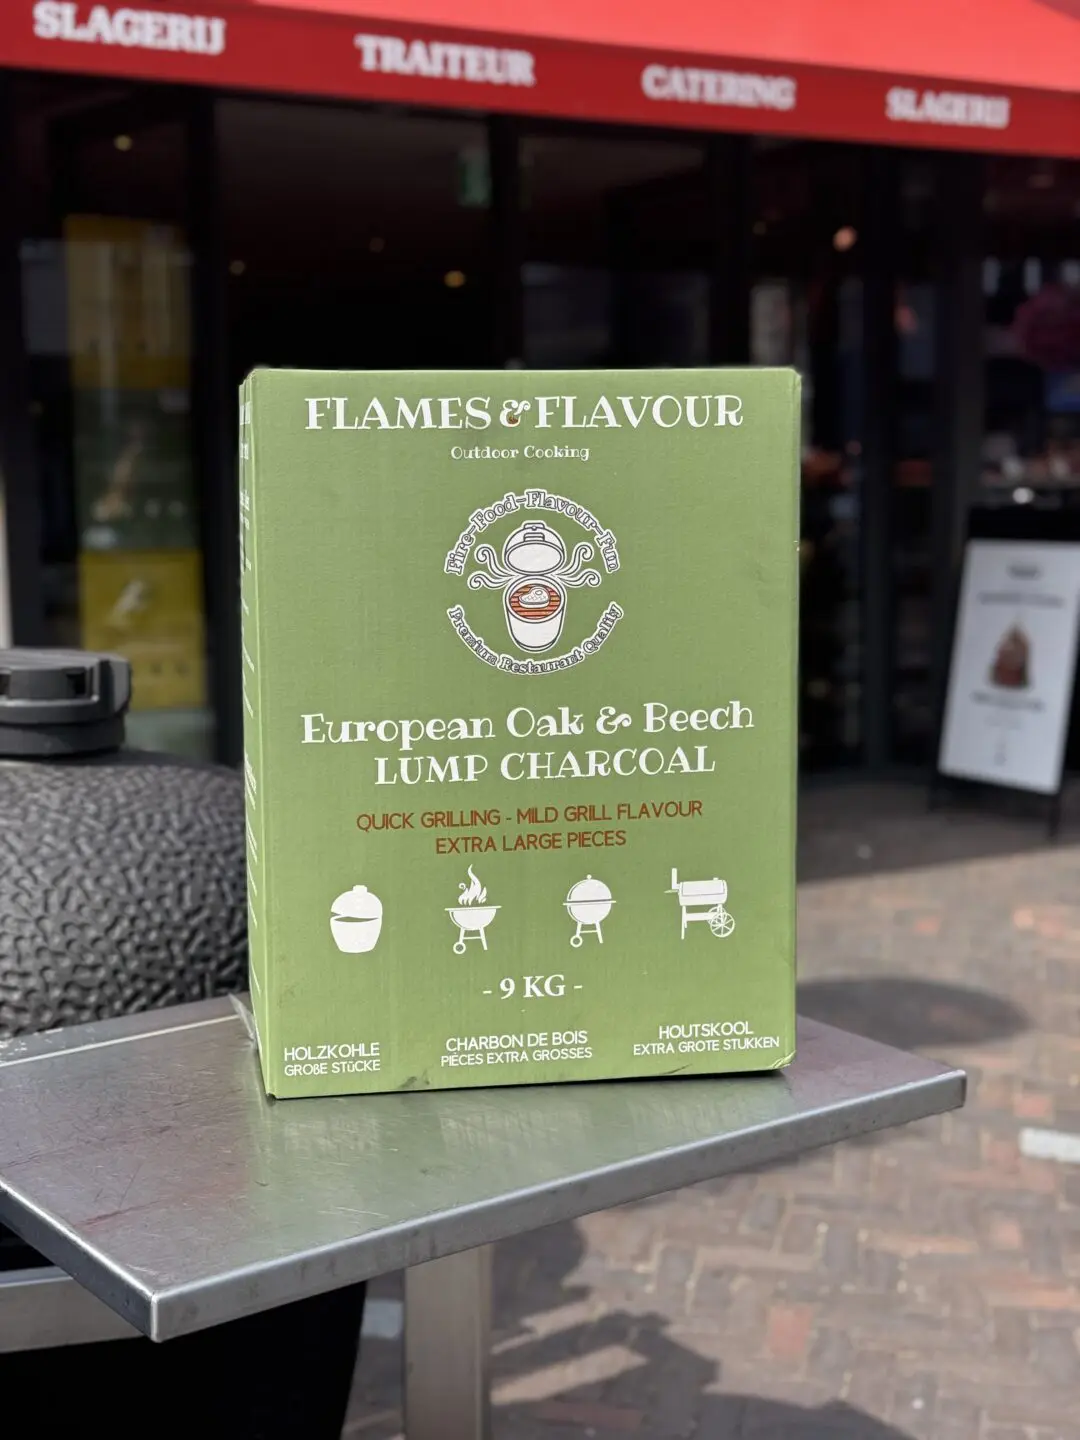 SLAGERIJ TRAITEUR CATERING SLAGERIJ
FLAMES & FLAVOUR
Outdoor Cooking
Fire-Food-Flavour-Fun
Premium Restaurant Quality
European Oak & Beech
LUMP CHARCOAL
QUICK GRILLING - MILD GRILL FLAVOUR
EXTRA LARGE PIECES
- 9 KG -
HOLZKOHLE
GROßE STüCKE
CHARBON DE BOIS
PIÈCES EXTRA GROSSES
HOUTSKOOL
EXTRA GROTE STUKKEN